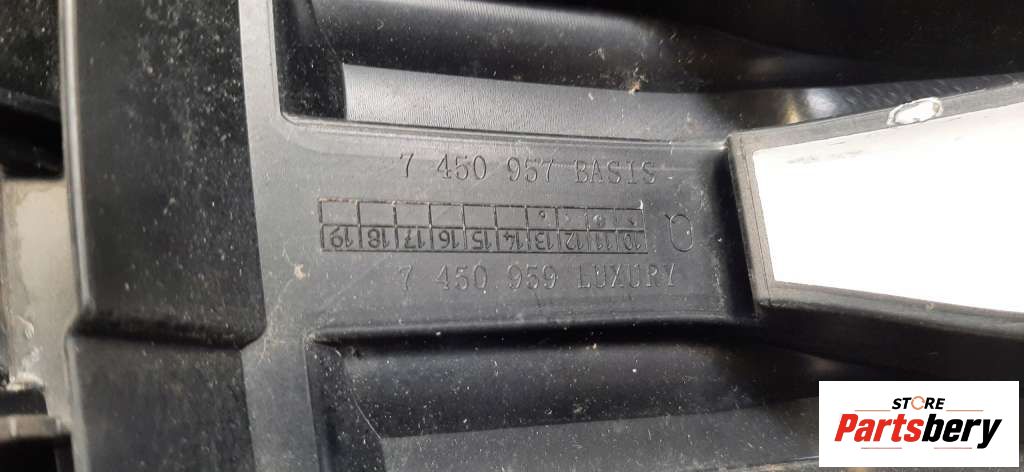 7 450 957 BASIS
19 18 17 16 15 14 13 12 11 10
7 450 959 LUXURY
STORE
Partsbery